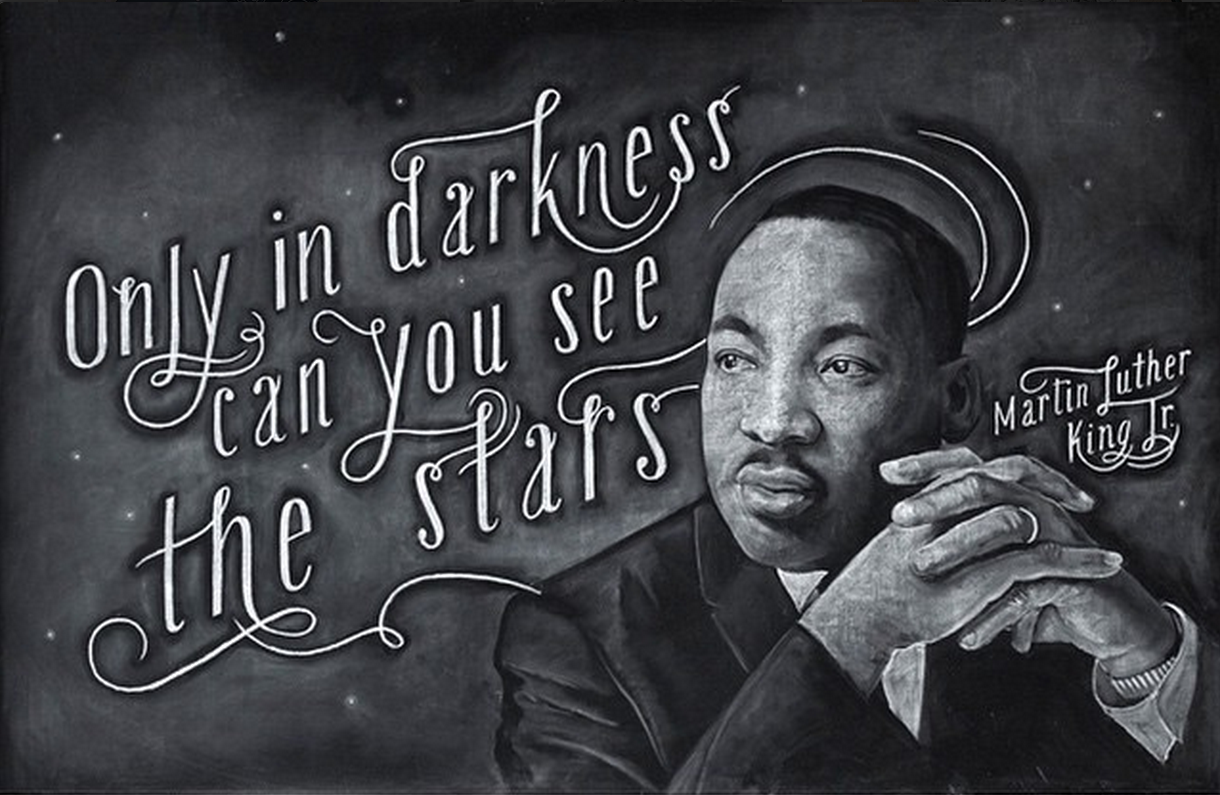 Only in darkness
can you see
the stars
Martin Luther
King Jr.